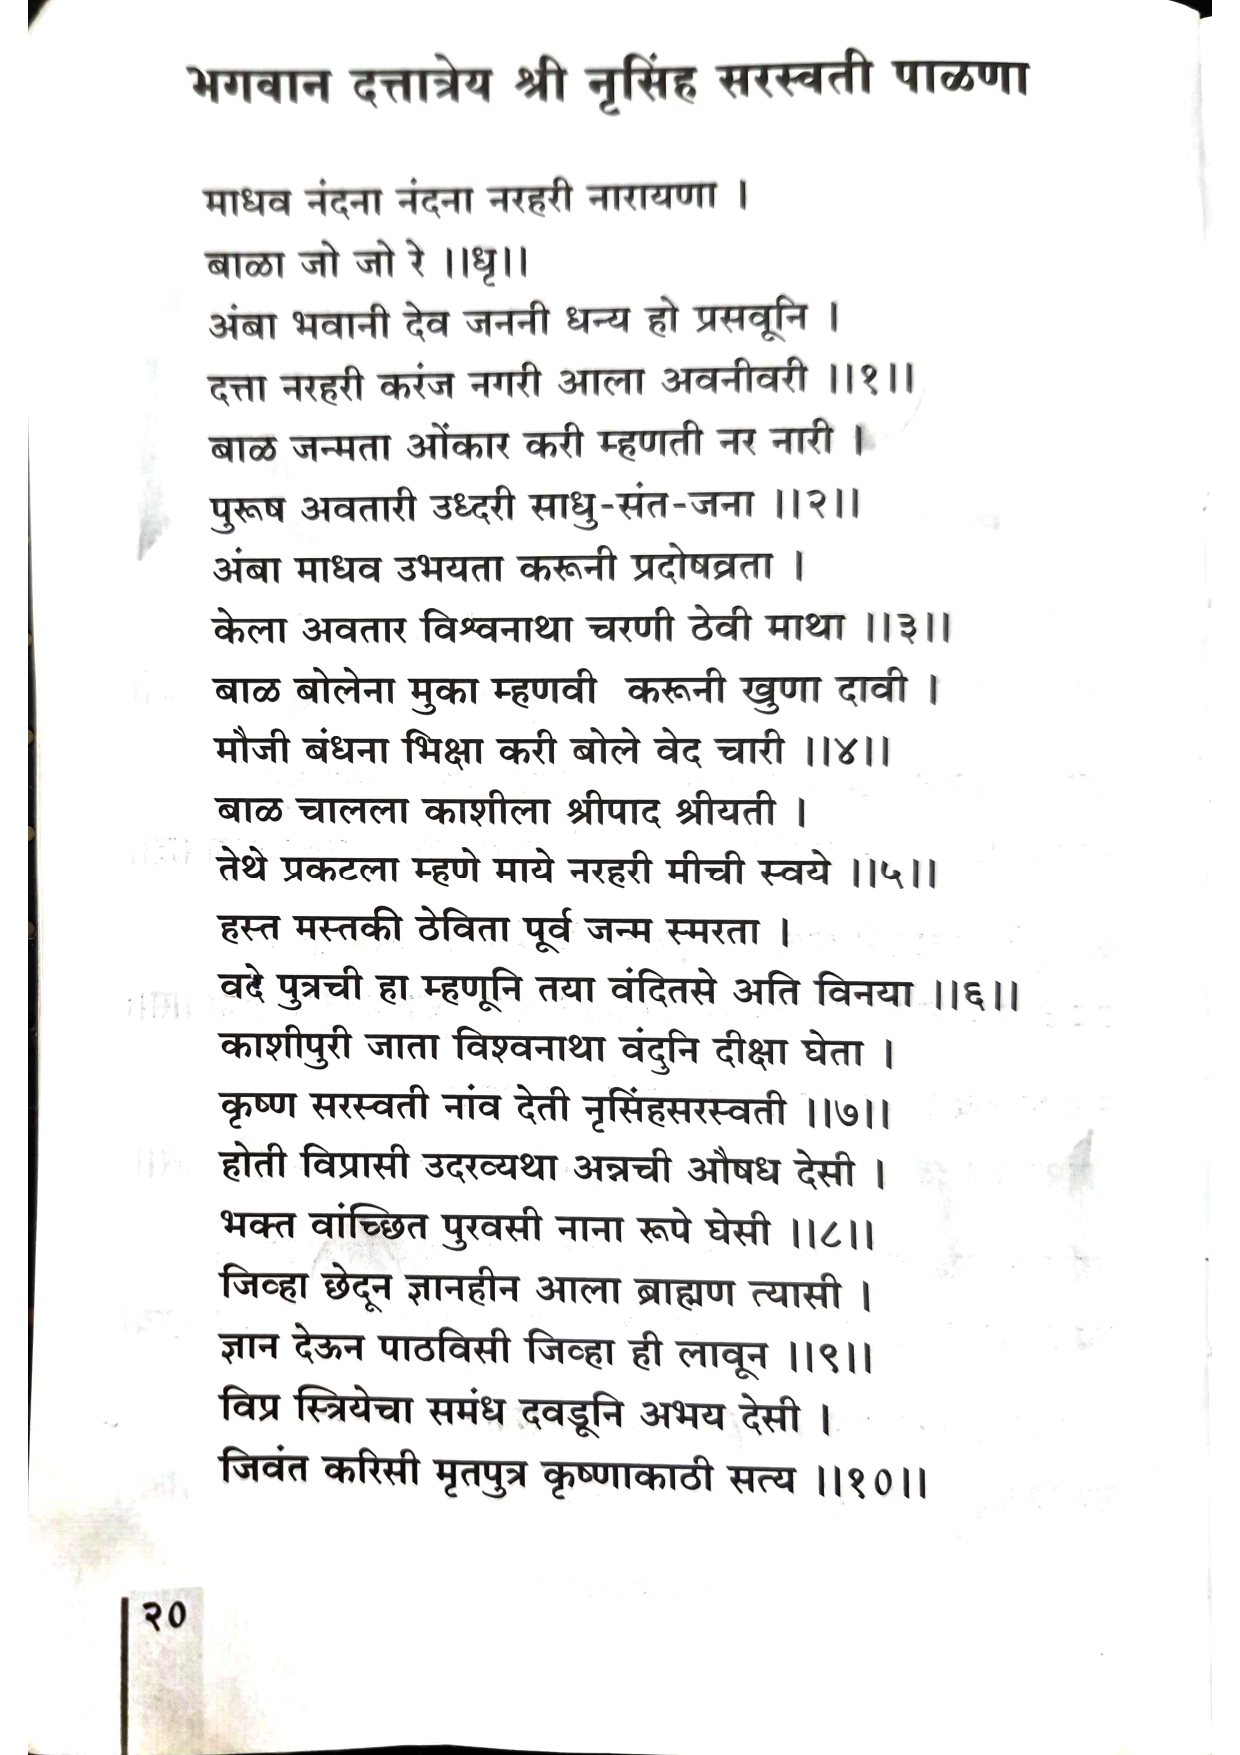 भगवान दत्तात्रेय श्री नृसिंह सरस्वती पाळणा
माधव नंदना नंदना नरहरी नारायणा ।
बाळा जो जो रे ।।धृ।।
अंबा भवानी देव जननी धन्य हो प्रसवूनि ।
दत्ता नरहरी करंज नगरी आला अवनीवरी ।।१।।
बाळ जन्मता ओंकार करी म्हणती नर नारी ।
पुरूष अवतारी उध्दरी साधु-संत-जना ।।२।।
अंबा माधव उभयता करूनी प्रदोषव्रता ।
केला अवतार विश्वनाथा चरणी ठेवी माथा ।।३।।
बाळ बोलेना मुका म्हणवी करूनी खुणा दावी ।
मौजी बंधना भिक्षा करी बोले वेद चारी ।।४।।
बाळ चालला काशीला श्रीपाद श्रीयती ।
तेथे प्रकटला म्हणे माये नरहरी मीची स्वये ।।५।।
हस्त मस्तकी ठेविता पूर्व जन्म स्मरता ।
वदे पुत्रची हा म्हणूनि तया वंदितसे अति विनया ।।६।।
काशीपुरी जाता विश्वनाथा वंदुनि दीक्षा घेता ।
कृष्ण सरस्वती नांव देती नृसिंहसरस्वती ।।७।।
होती विप्रासी उदरव्यथा अन्नची औषध देसी ।
भक्त वांच्छित पुरवसी नाना रूपे घेसी ।।८।।
जिव्हा छेदून ज्ञानहीन आला ब्राह्मण त्यासी ।
ज्ञान देऊन पाठविसी जिव्हा ही लावून ।।९।।
विप्र स्त्रियेचा समंध दवडूनि अभय देसी ।
जिवंत करिसी मृतपुत्र कृष्णाकाठी सत्य ।।१०।।
२०